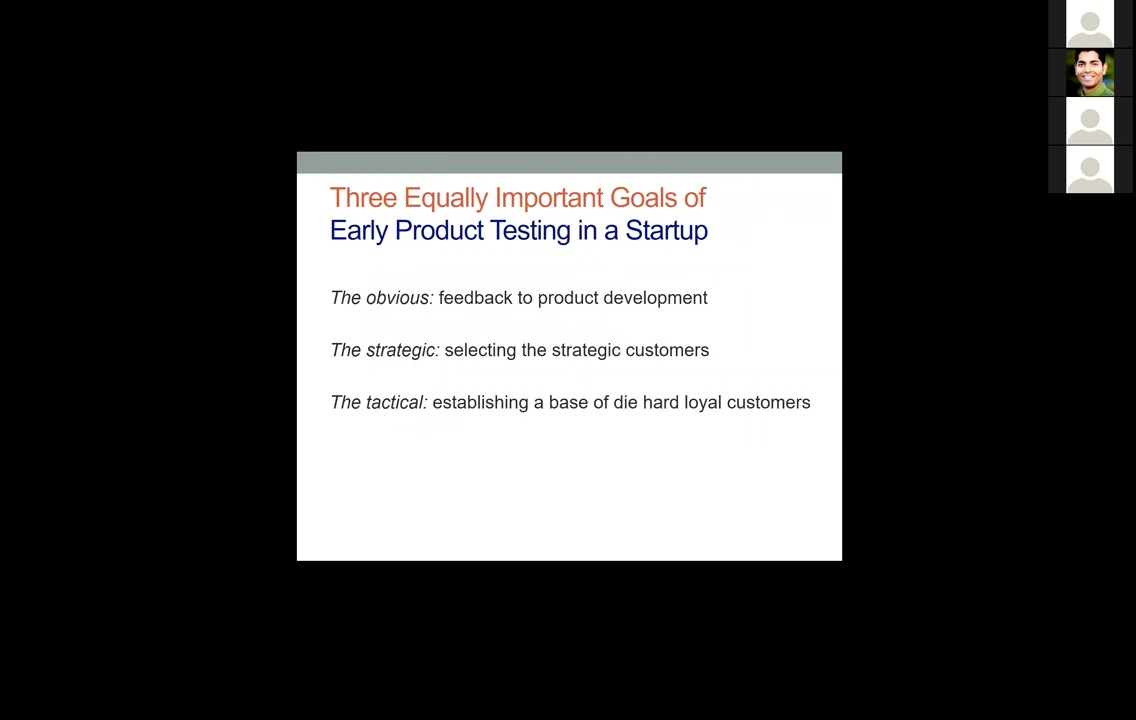 Three Equally Important Goals of
Early Product Testing in a Startup
The obvious: feedback to product development
The strategic: selecting the strategic customers
The tactical: establishing a base of die hard loyal customers